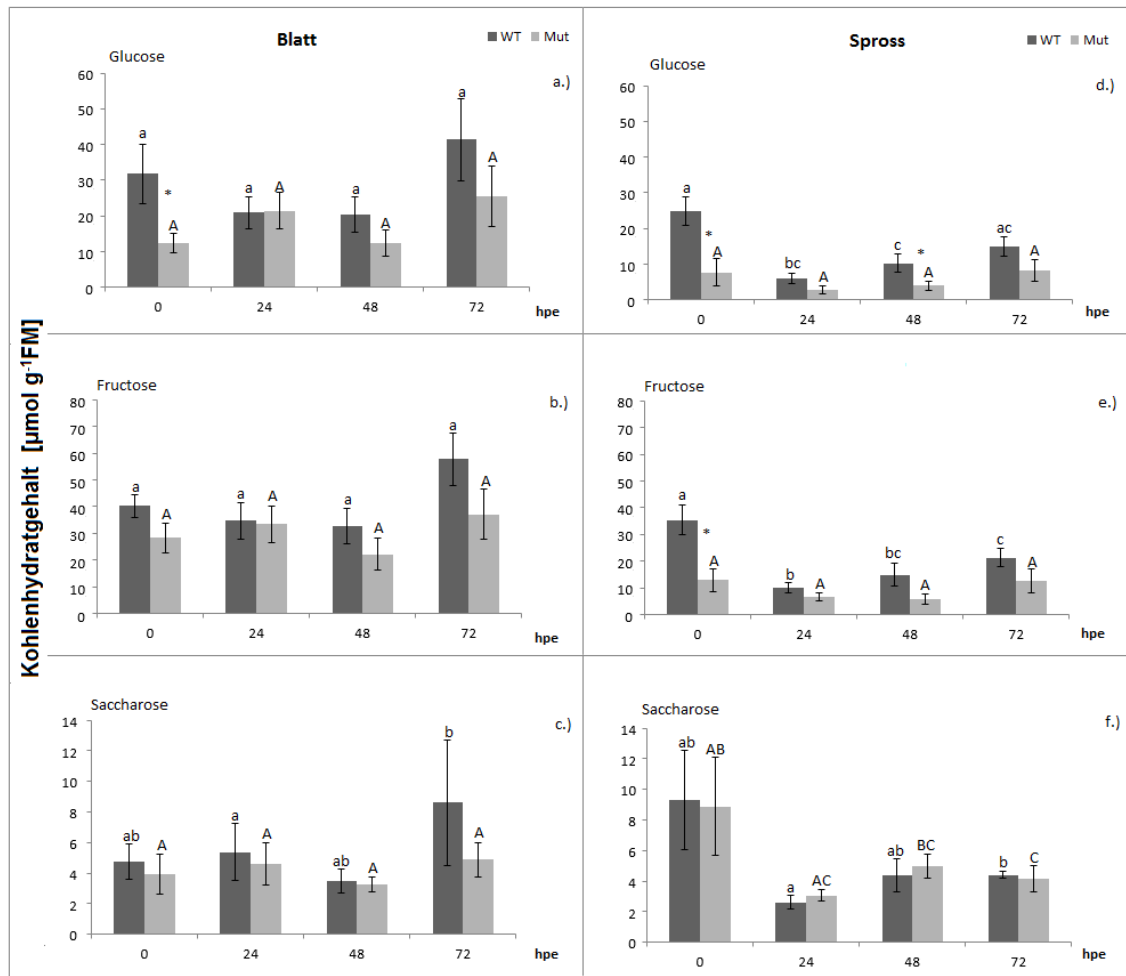 Kohlenhydratgehalt [µmol g⁻¹FM]
Blatt
WT Mut
Glucose
a.)
60
50
40
30
20
10
0
a
*
A
a
A
a
A
a
A
0 24 48 72 hpe
Fructose
b.)
80
70
60
50
40
30
20
10
0
a
A
a
A
a
A
a
A
0 24 48 72 hpe
Saccharose
c.)
14
12
10
8
6
4
2
0
ab
A
a
A
ab
A
b
A
0 24 48 72 hpe
Spross
WT Mut
Glucose
d.)
60
50
40
30
20
10
0
a
*
A
bc
A
c
*
A
ac
A
0 24 48 72 hpe
Fructose
e.)
80
70
60
50
40
30
20
10
0
a
*
A
b
A
bc
A
c
A
0 24 48 72 hpe
Saccharose
f.)
14
12
10
8
6
4
2
0
ab
AB
a
AC
ab
BC
b
C
0 24 48 72 hpe